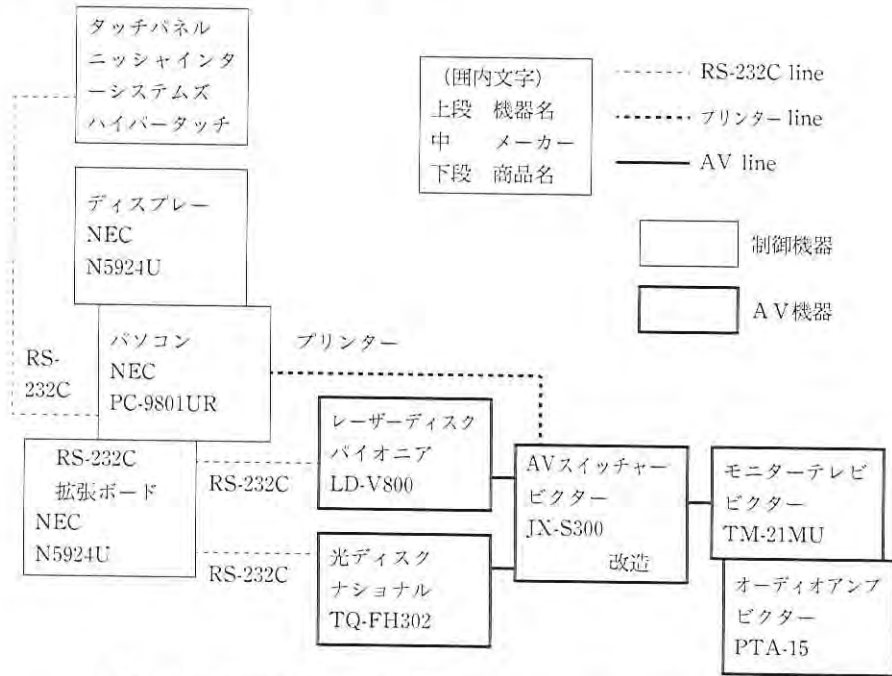 タッチパネル
ニッシャインタ
ーシステムズ
ハイパータッチ
(囲内文字)
上段 機器名
中 メーカー
下段 商品名
RS-232C line
プリンター line
AV line
制御機器
AV機器
ディスプレー
NEC
N5924U
パソコン
NEC
PC-9801UR
RS-
232C
プリンター
RS-232C
拡張ボード
NEC
N5924U
RS-232C
RS-232C
レーザーディスク
パイオニア
LD-V800
光ディスク
ナショナル
TQ-FH302
AVスイッチャー
ビクター
JX-S300
改造
モニターテレビ
ビクター
TM-21MU
オーディオアンプ
ビクター
PTA-15